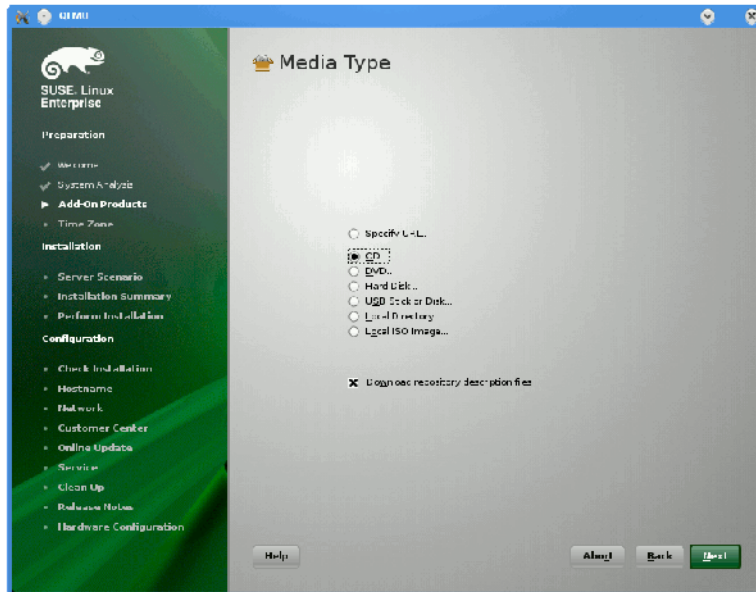 QEMU
SUSE. Linux
Enterprise
Preparation
Welcome
System Analysis
Add-On Products
Time Zone
Installation
Server Scenario
Installation Summary
Perform Installation
Configuration
Check Installation
Hostname
Network
Customer Center
Online Update
Service
Clean Up
Release Notes
Hardware Configuration
Media Type
Specify URL...
CD...
DVD...
Hard Disk...
USB Stick or Disk...
Local Directory...
Local ISO Image...
Download repository description files
Help
Abort
Back
Next